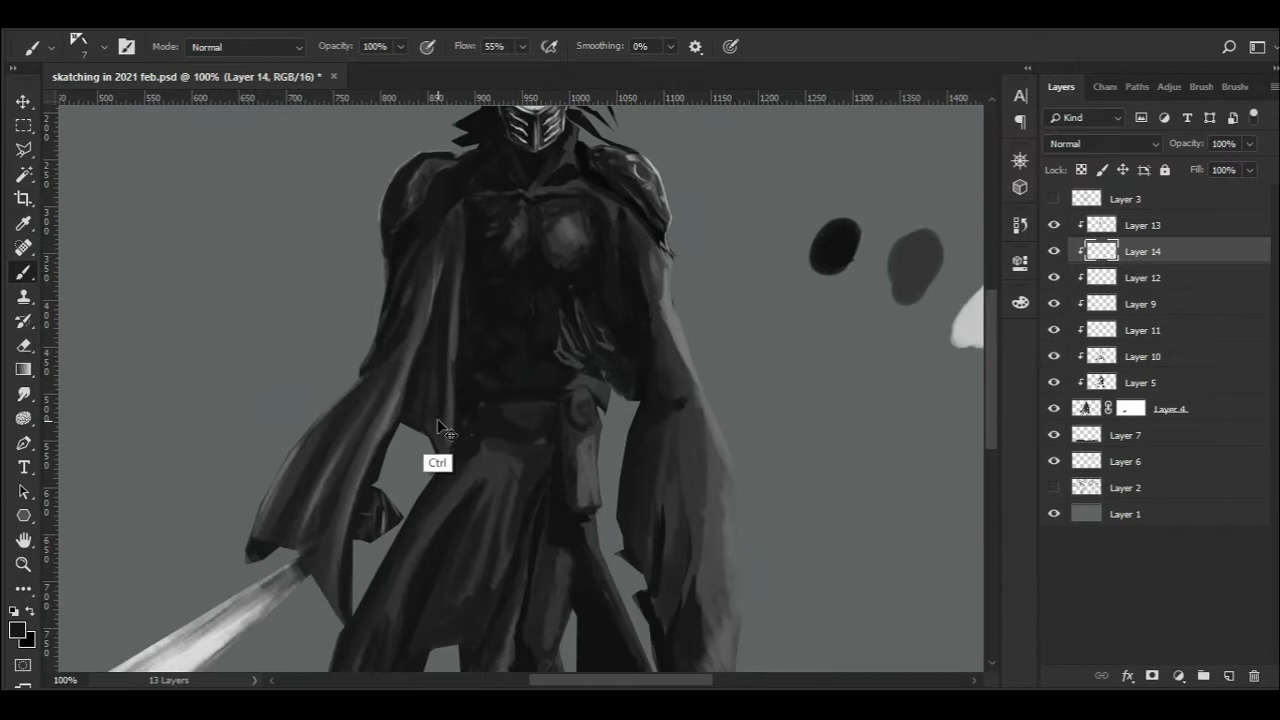 7
Mode: Normal
Opacity: 100%
Flow: 55%
Smoothing: 0%
skatching in 2021 feb.psd @ 100% (Layer 14, RGB/16) *
500 550 600 650 700 750 800 850 900 950 1000 1050 1100 1150 1200 1250 1300 1350 1400
Layers
Chan
Paths
Adjus
Brush
Brushe
Kind
Normal
Opacity: 100%
Lock:
Fill: 100%
Layer 3
Layer 13
Layer 14
Layer 12
Layer 9
Layer 11
Layer 10
Layer 5
Layer 4
Layer 7
Layer 6
Layer 2
Layer 1
Ctrl
100%
13 Layers